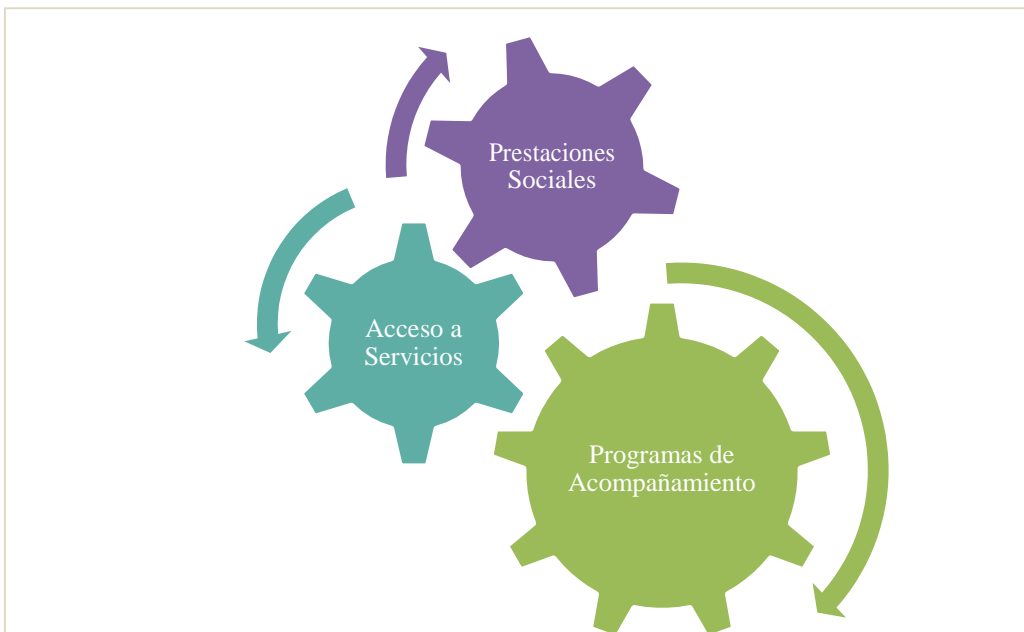 Prestaciones
Sociales
Acceso a
Servicios
Programas de
Acompañamiento